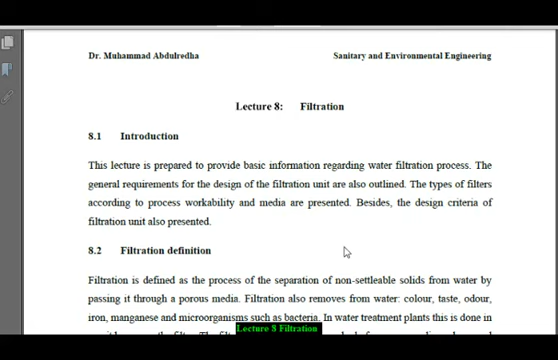 Dr. Muhammad Abdulredha Sanitary and Environmental Engineering
Lecture 8: Filtration
8.1 Introduction
This lecture is prepared to provide basic information regarding water filtration process. The
general requirements for the design of the filtration unit are also outlined. The types of filters
according to process workability and media are presented. Besides, the design criteria of
filtration unit also presented.
8.2 Filtration definition
Filtration is defined as the process of the separation of non-settleable solids from water by
passing it through a porous media. Filtration also removes from water: colour, taste, odour,
iron, manganese and microorganisms such as bacteria. In water treatment plants this is done in
Lecture 8 Filtration